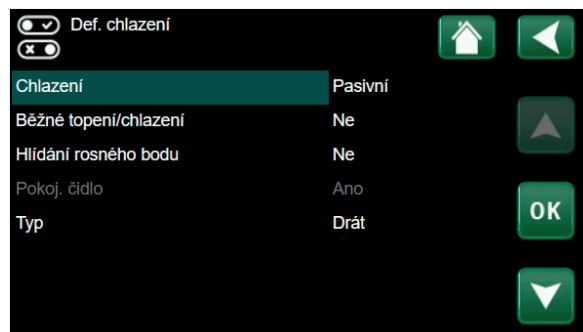 Def. chlazení
Chlazení Pasivní
Běžné topení/chlazení Ne
Hlídání rosného bodu Ne
Pokoj. čidlo Ano
Typ Drát
OK